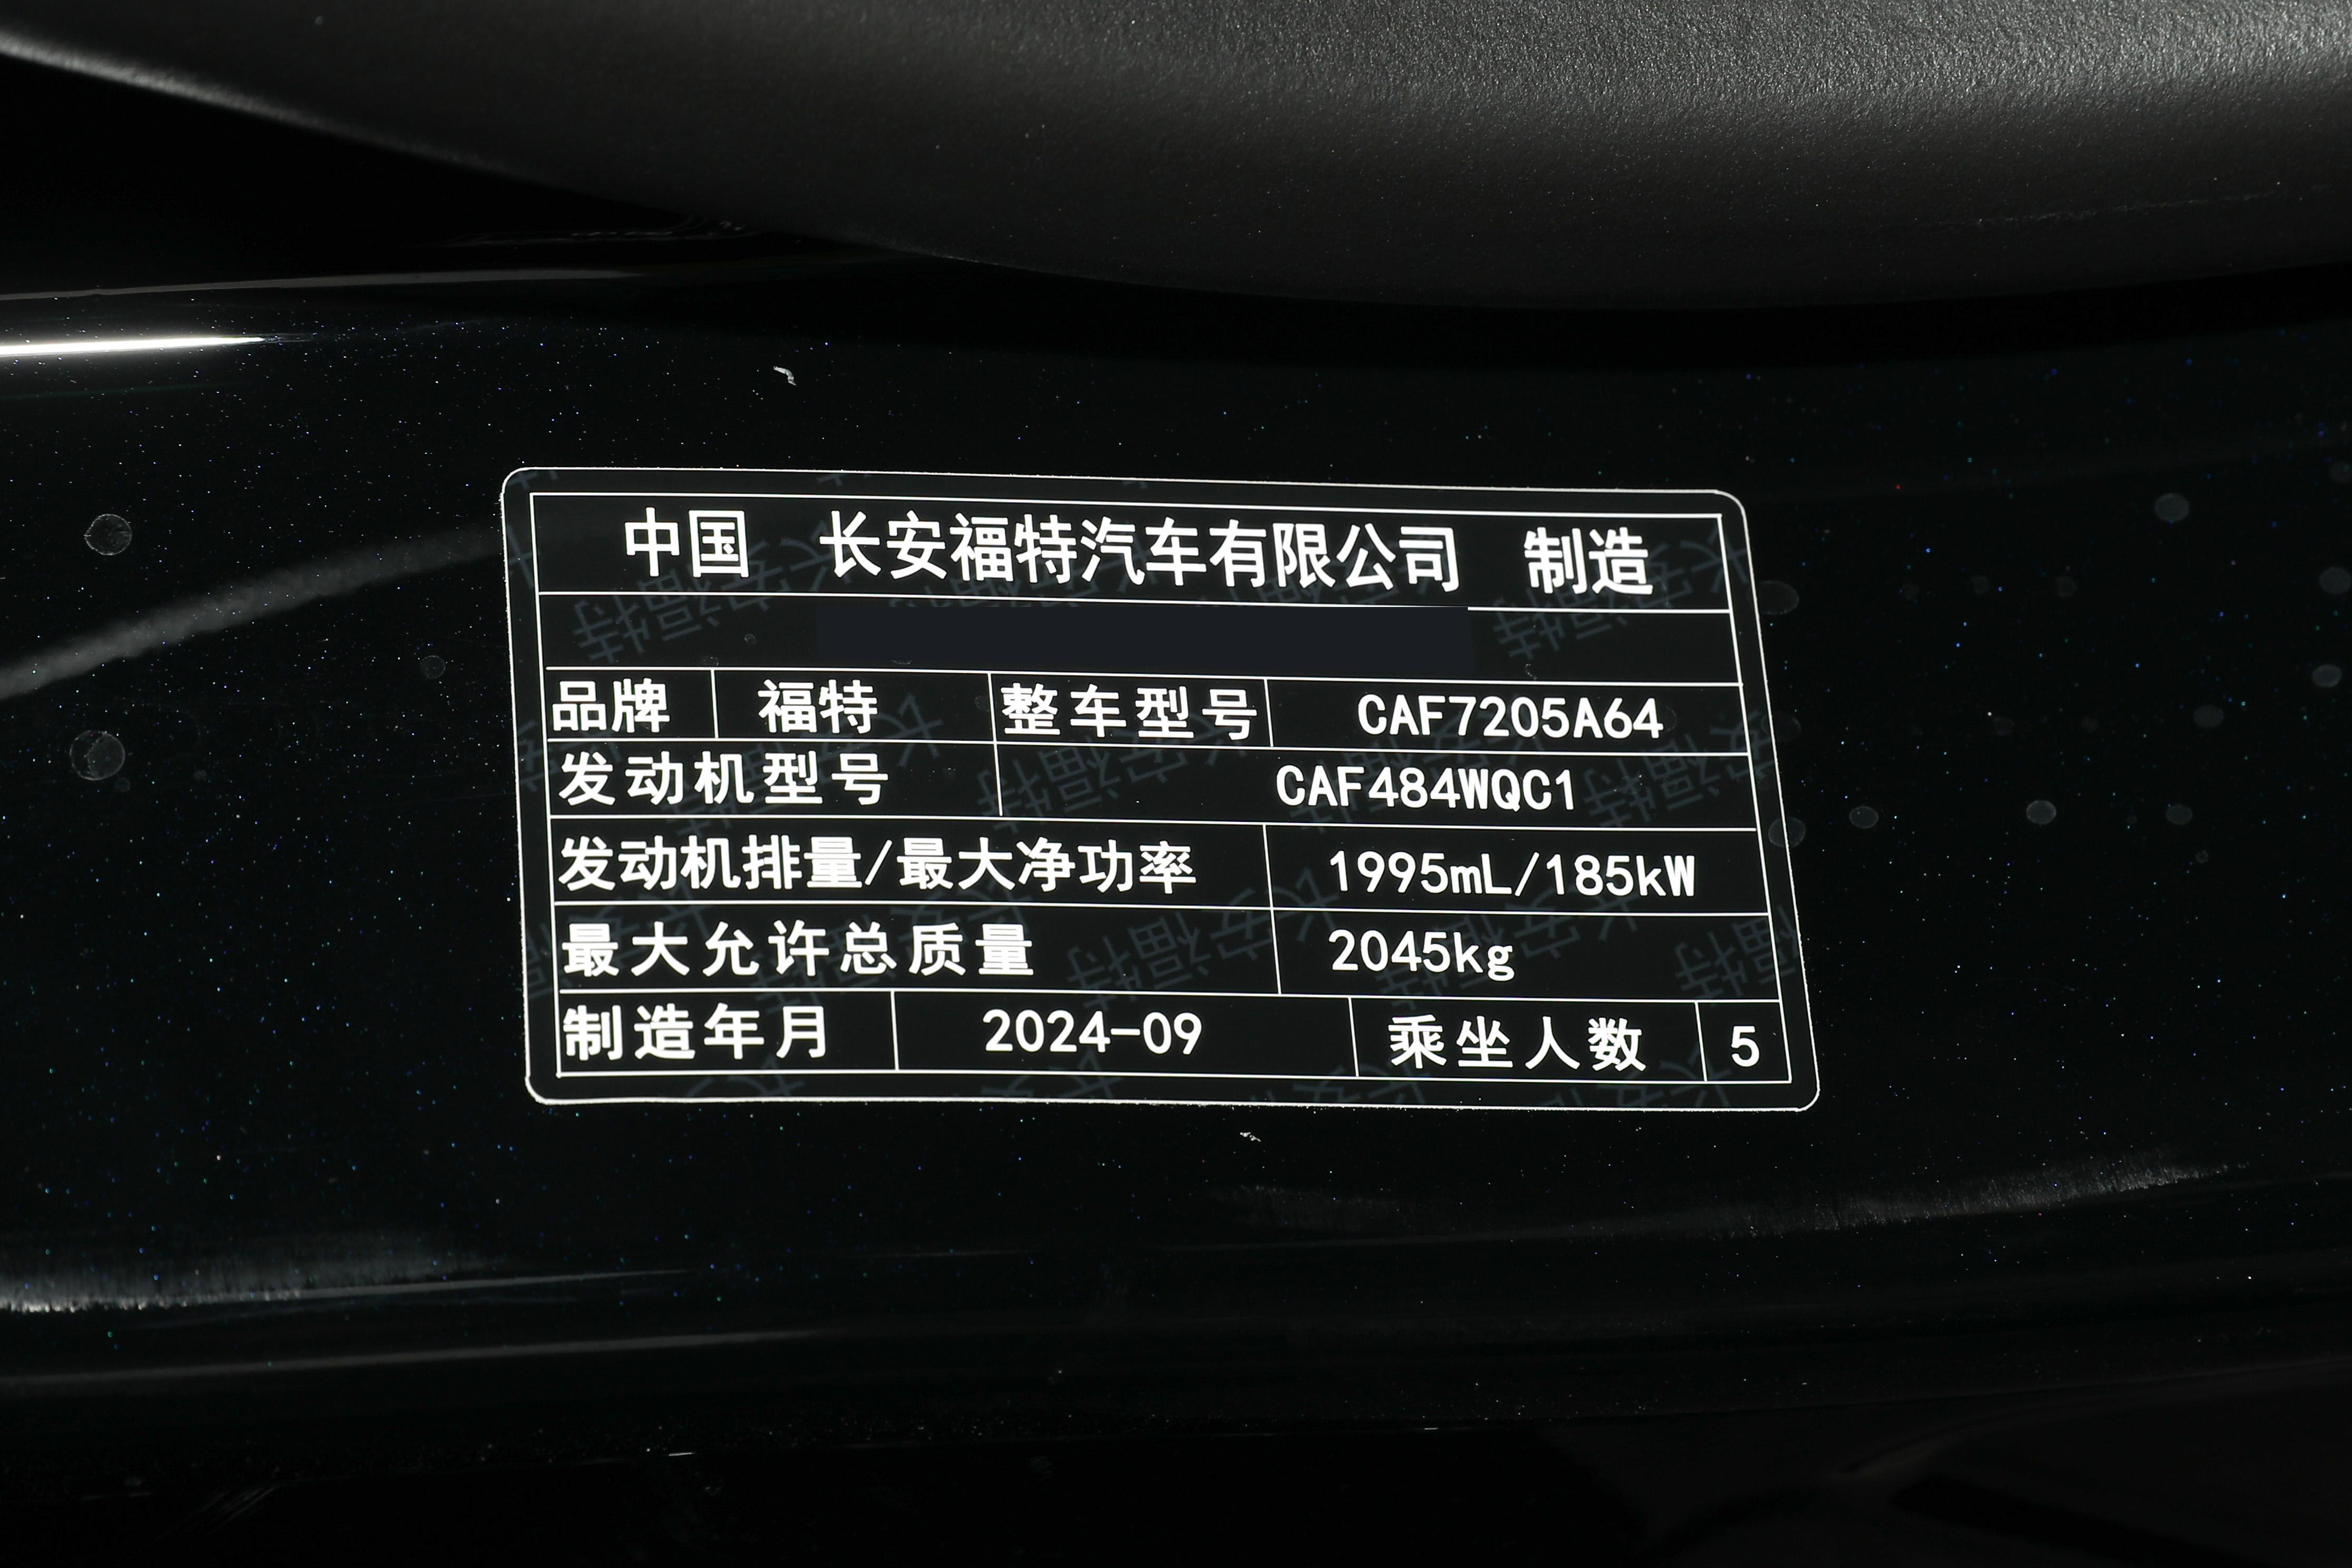 中国 长安福特汽车有限公司 制造
品牌 福特 整车型号 CAF7205A64
发动机型号 CAF484WQC1
发动机排量/最大净功率 1995mL/185kW
最大允许总质量 2045kg
制造年月 2024-09 乘坐人数 5